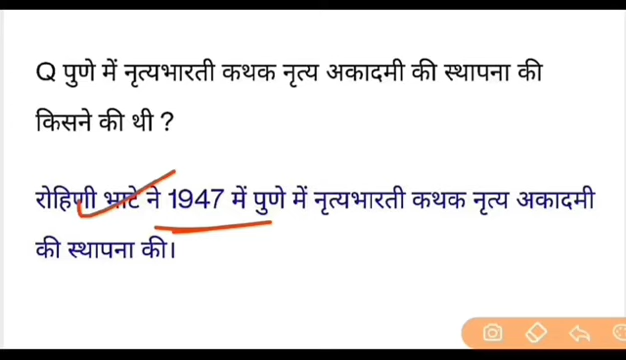 Q पुणे में नृत्यभारती कथक नृत्य अकादमी की स्थापना की
किसने की थी ?
रोहिणी भाटे ने 1947 में पुणे में नृत्यभारती कथक नृत्य अकादमी
की स्थापना की।